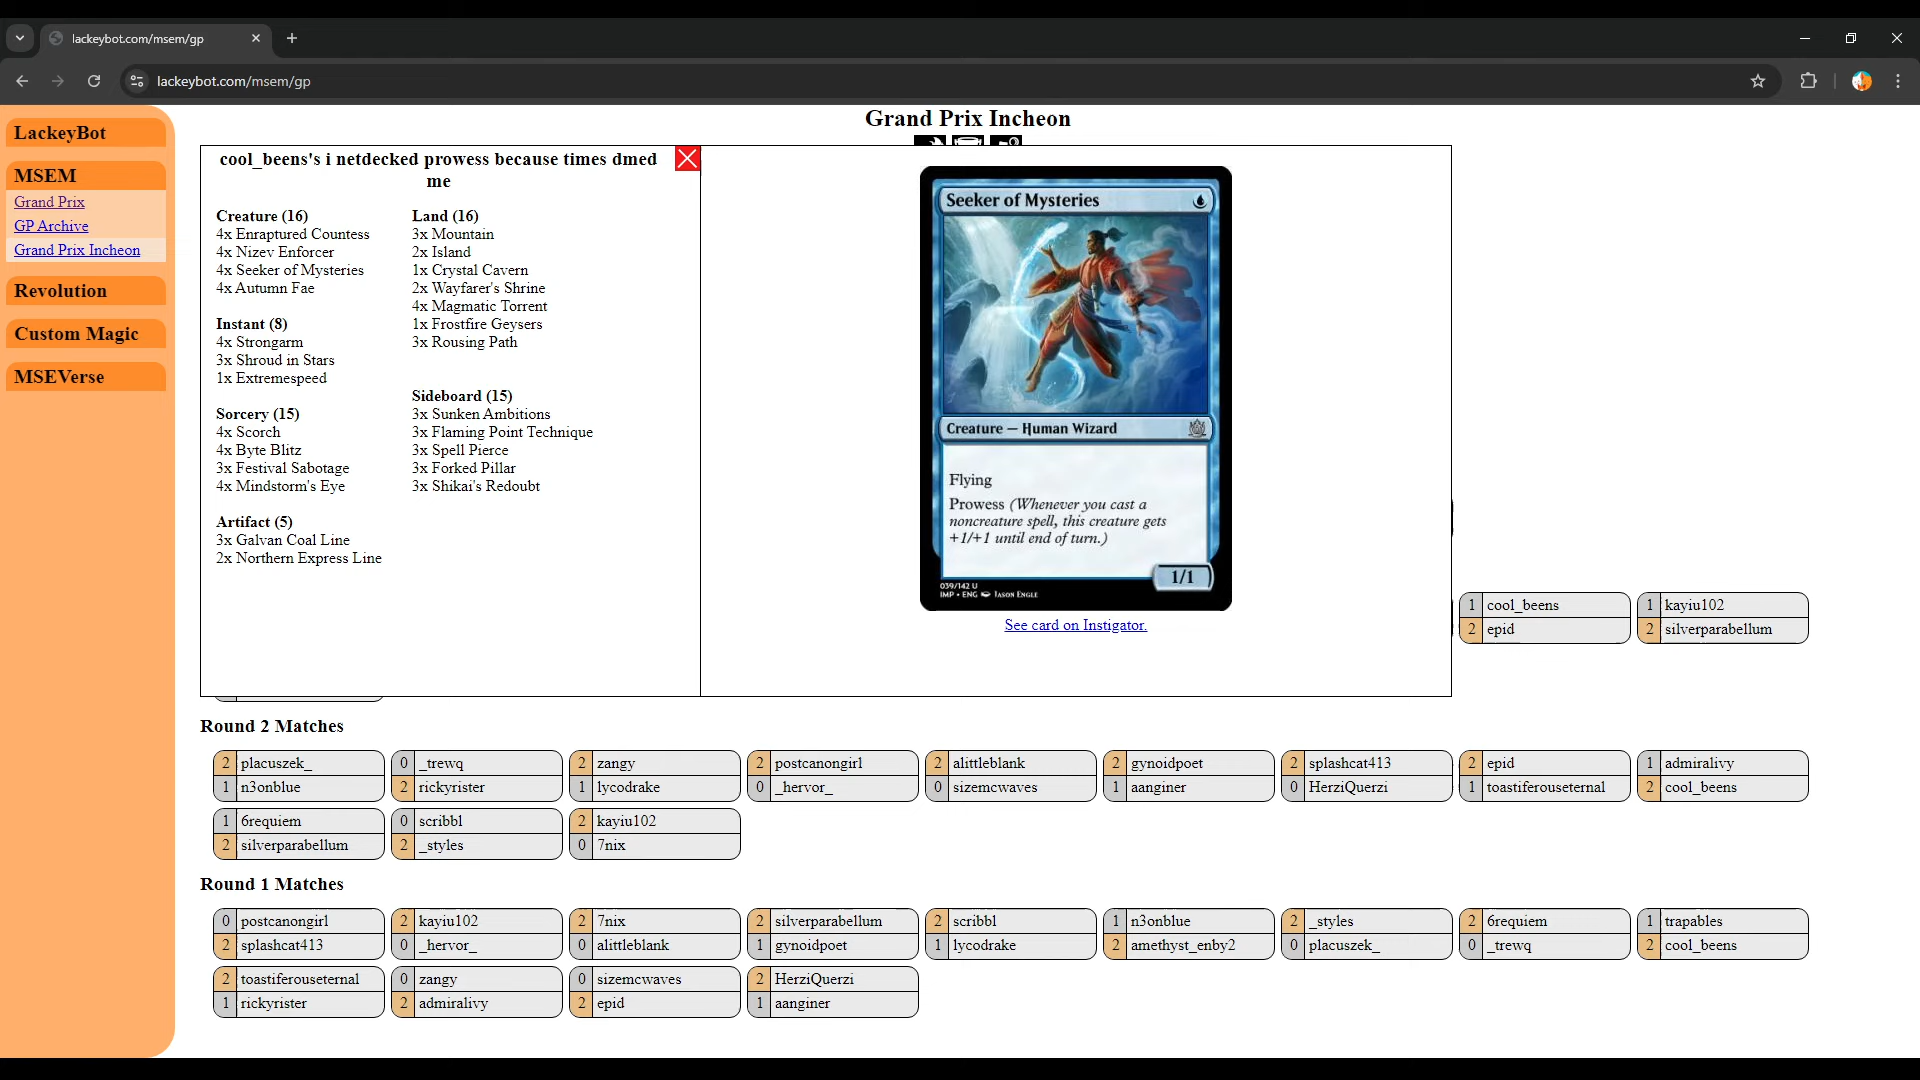 lackeybot.com/msem/gp
lackeybot.com/msem/gp
LackeyBot
MSEM
Grand Prix
GP Archive
Grand Prix Incheon
Revolution
Custom Magic
MSEVerse
Grand Prix Incheon
cool_beens's i netdecked prowess because times dmed
me
Creature (16)
4x Enraptured Countess
4x Nizev Enforcer
4x Seeker of Mysteries
4x Autumn Fae
Instant (8)
4x Strongarm
3x Shroud in Stars
1x Extremespeed
Sorcery (15)
4x Scorch
4x Byte Blitz
3x Festival Sabotage
4x Mindstorm's Eye
Artifact (5)
3x Galvan Coal Line
2x Northern Express Line
Land (16)
3x Mountain
2x Island
1x Crystal Cavern
2x Wayfarer's Shrine
4x Magmatic Torrent
1x Frostfire Geysers
3x Rousing Path
Sideboard (15)
3x Sunken Ambitions
3x Flaming Point Technique
3x Spell Pierce
3x Forked Pillar
3x Shikai's Redoubt
Seeker of Mysteries
Creature — Human Wizard
Flying
Prowess (Whenever you cast a
noncreature spell, this creature gets
+1/+1 until end of turn.)
1/1
039/142 U
IMP • ENG Jason Engle
See card on Instigator.
1 cool_beens
2 epid
1 kayiu102
2 silverparabellum
Round 2 Matches
2 placuszek_
1 n3onblue
0 _trewq
2 rickyrister
2 zangy
1 lycodrake
2 postcanongirl
0 _hervor_
2 alittleblank
0 sizemcwaves
2 gynoidpoet
1 aanginer
2 splashcat413
0 HerziQuerzi
2 epid
1 toastiferouseternal
1 admiralivy
2 cool_beens
1 6requiem
2 silverparabellum
0 scribbl
2 _styles
2 kayiu102
0 7nix
Round 1 Matches
0 postcanongirl
2 splashcat413
2 kayiu102
0 _hervor_
2 7nix
0 alittleblank
2 silverparabellum
1 gynoidpoet
2 scribbl
1 lycodrake
1 n3onblue
2 amethyst_enby2
2 _styles
0 placuszek_
2 6requiem
0 _trewq
1 trapables
2 cool_beens
2 toastiferouseternal
1 rickyrister
0 zangy
2 admiralivy
0 sizemcwaves
2 epid
2 HerziQuerzi
1 aanginer